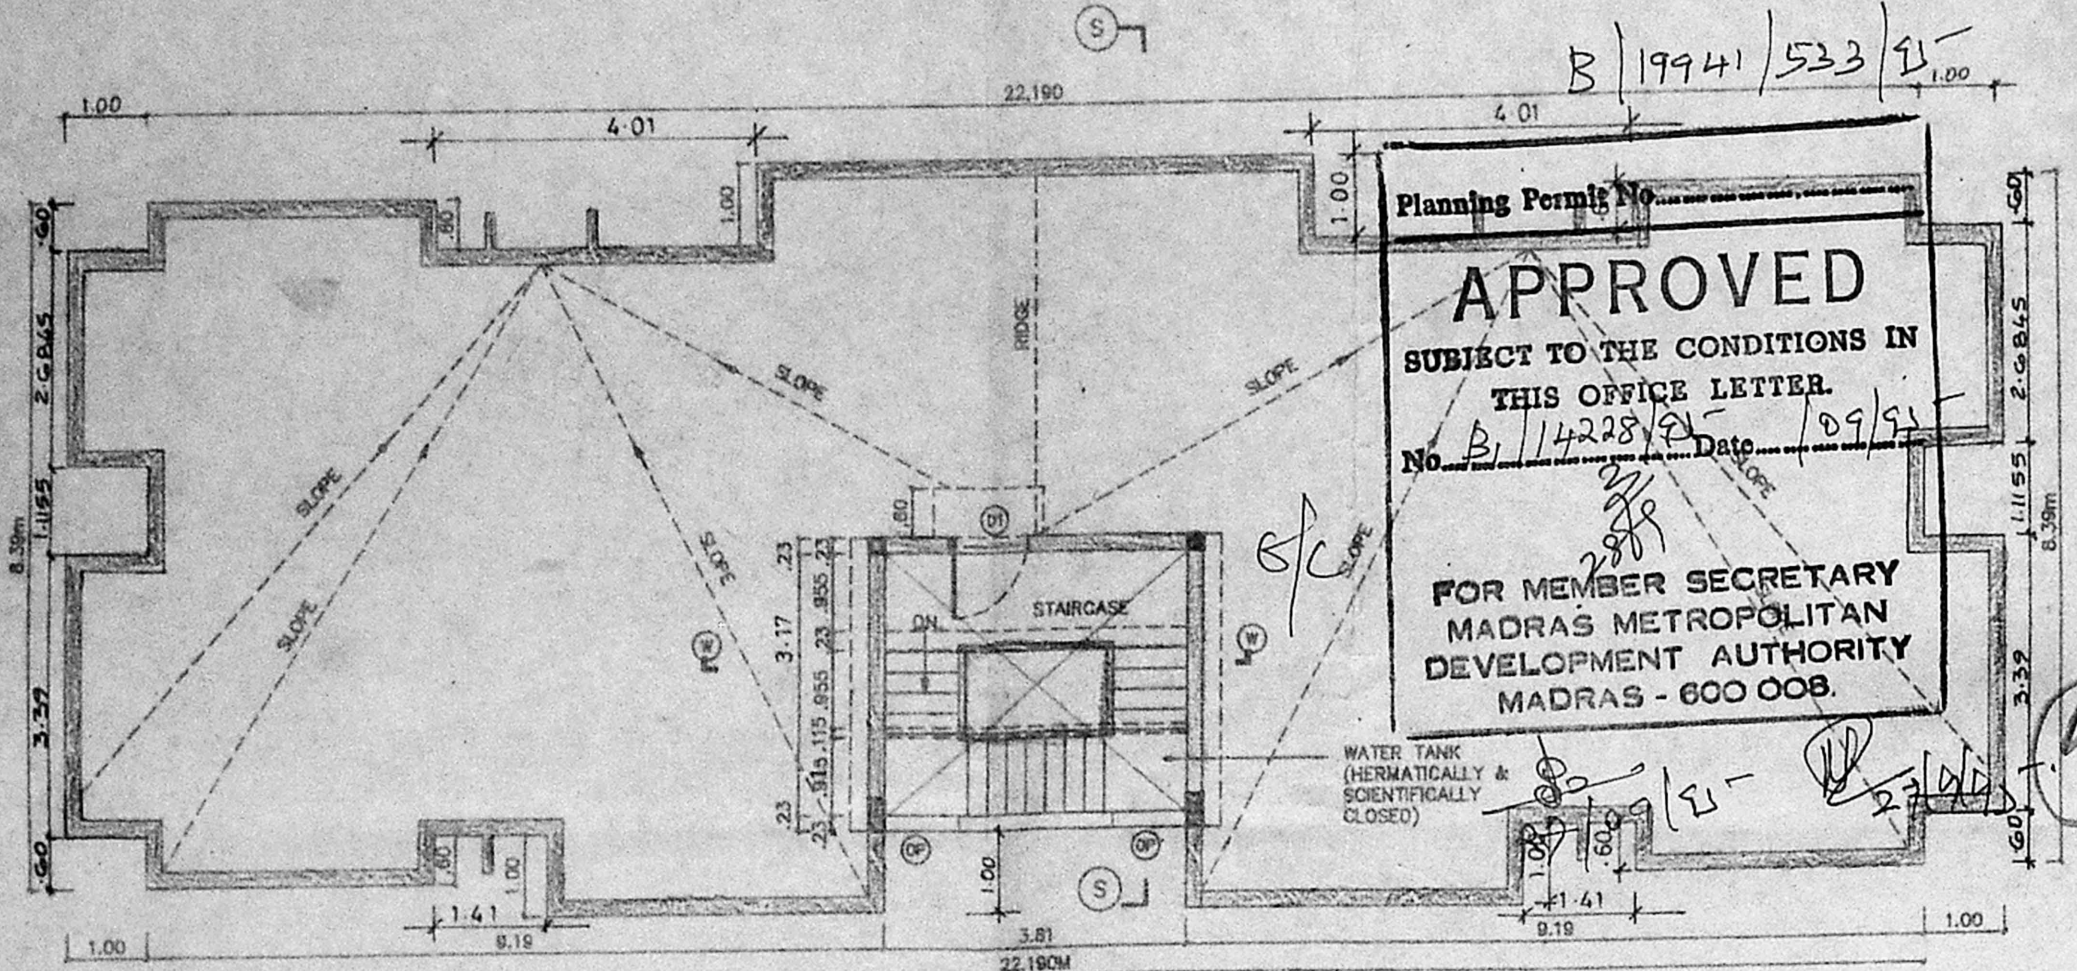 S
B/19941/533/95
1.00
22.190
1.00
4.01
4.01
.60
.60
1.00
1.00
.60
Planning Permit No.
APPROVED
SUBJECT TO THE CONDITIONS IN
THIS OFFICE LETTER.
No. B1/14228/95 Date /09/95
FOR MEMBER SECRETARY
MADRAS METROPOLITAN
DEVELOPMENT AUTHORITY
MADRAS - 600 008.
2.6845
1.1155
8.39m
3.39
.60
RIDGE
SLOPE
SLOPE
SLOPE
SLOPE
SLOPE
SLOPE
SLOPE
2.6845
1.1155
8.39m
3.39
.60
.60
D1
23
23
.955
STAIRCASE
DN.
3.17
23
.955
.115
.915
23
23
W
W
WATER TANK
(HERMATICALLY &
SCIENTIFICALLY
CLOSED)
.60
1.00
1.00
S
.60
1.41
1.41
1.00
9.19
3.81
9.19
1.00
22.190M